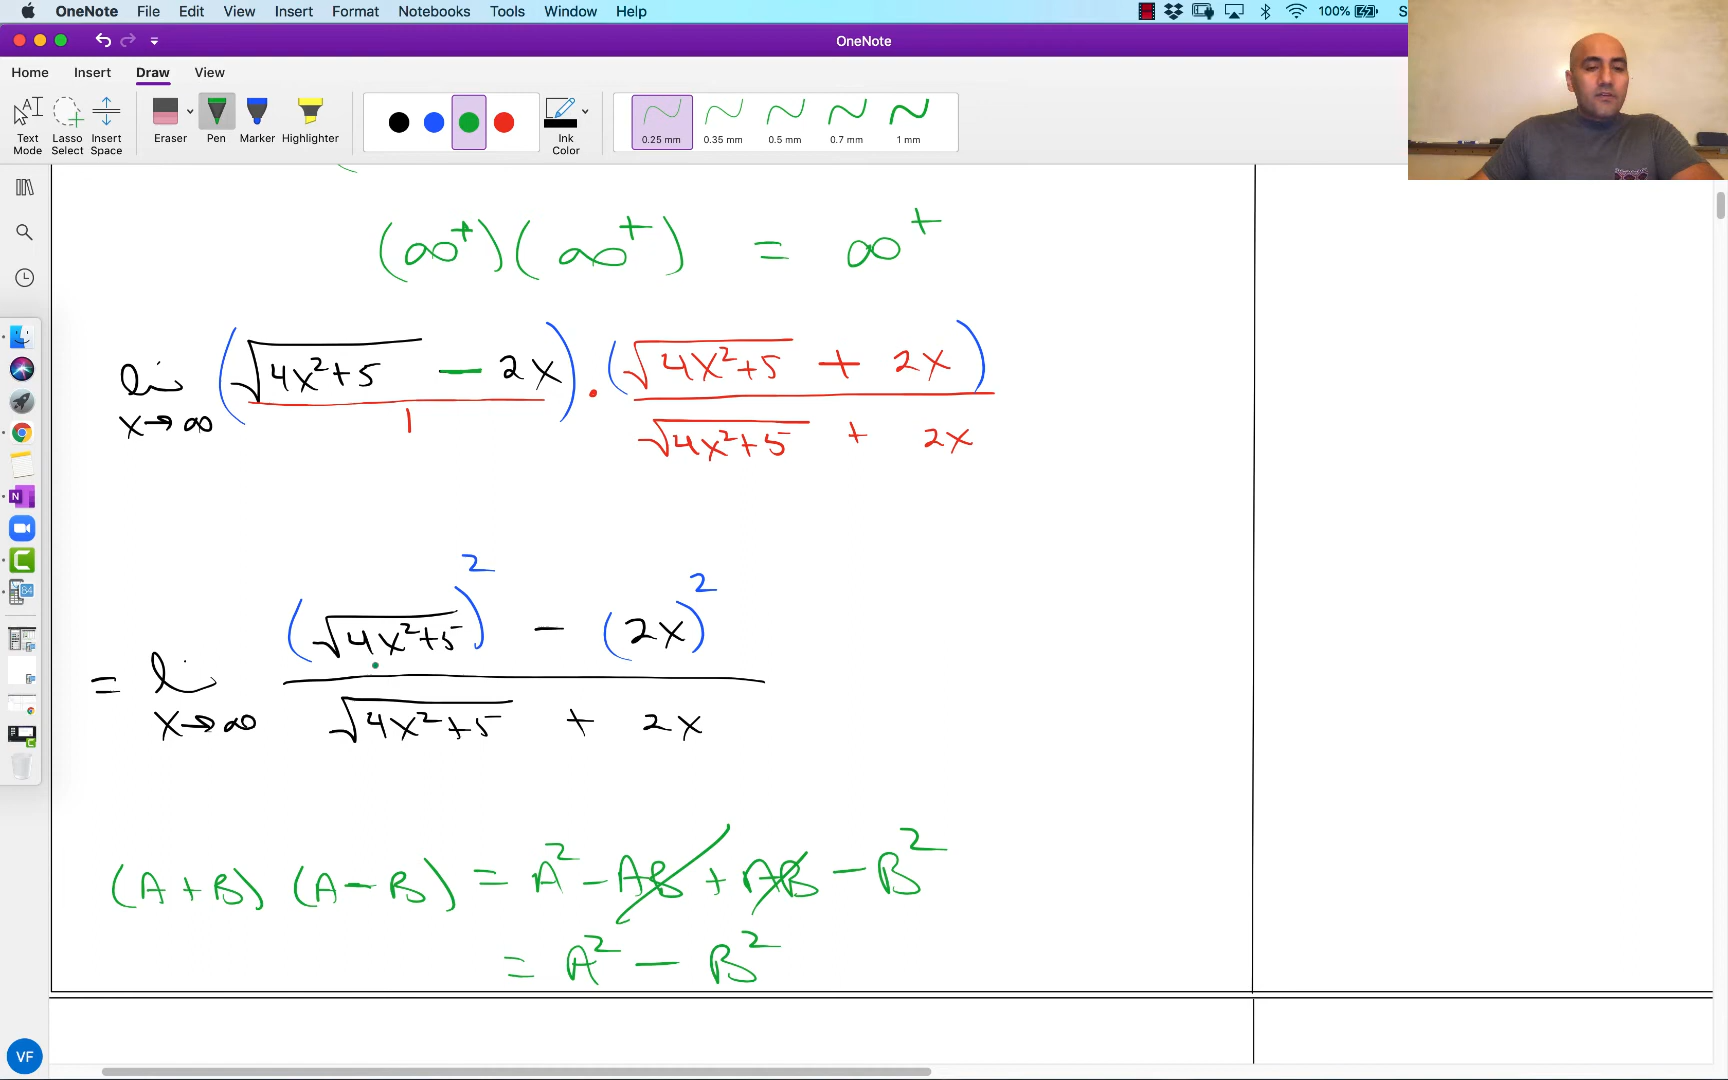 OneNote File Edit View Insert Format Notebooks Tools Window Help 100% S
OneNote
Home Insert Draw View
Text Mode Lasso Select Insert Space Eraser Pen Marker Highlighter Ink Color 0.25 mm 0.35 mm 0.5 mm 0.7 mm 1 mm
(∞⁺)(∞⁺) = ∞⁺
lim x→∞ (√(4x²+5) − 2x)/1 · (√(4x²+5) + 2x)/(√(4x²+5) + 2x)
= lim x→∞ ((√(4x²+5))² − (2x)²)/(√(4x²+5) + 2x)
(A+B)(A−B) = A² − AB + AB − B²
= A² − B²
VF